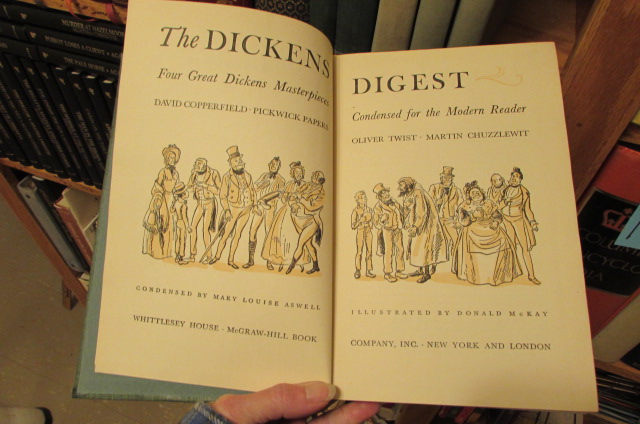 The DICKENS
Four Great Dickens Masterpieces
DAVID COPPERFIELD · PICKWICK PAPERS
CONDENSED BY MARY LOUISE ASWELL
WHITTLESEY HOUSE · McGRAW-HILL BOOK
DIGEST
Condensed for the Modern Reader
OLIVER TWIST · MARTIN CHUZZLEWIT
ILLUSTRATED BY DONALD McKAY
COMPANY, INC. · NEW YORK AND LONDON